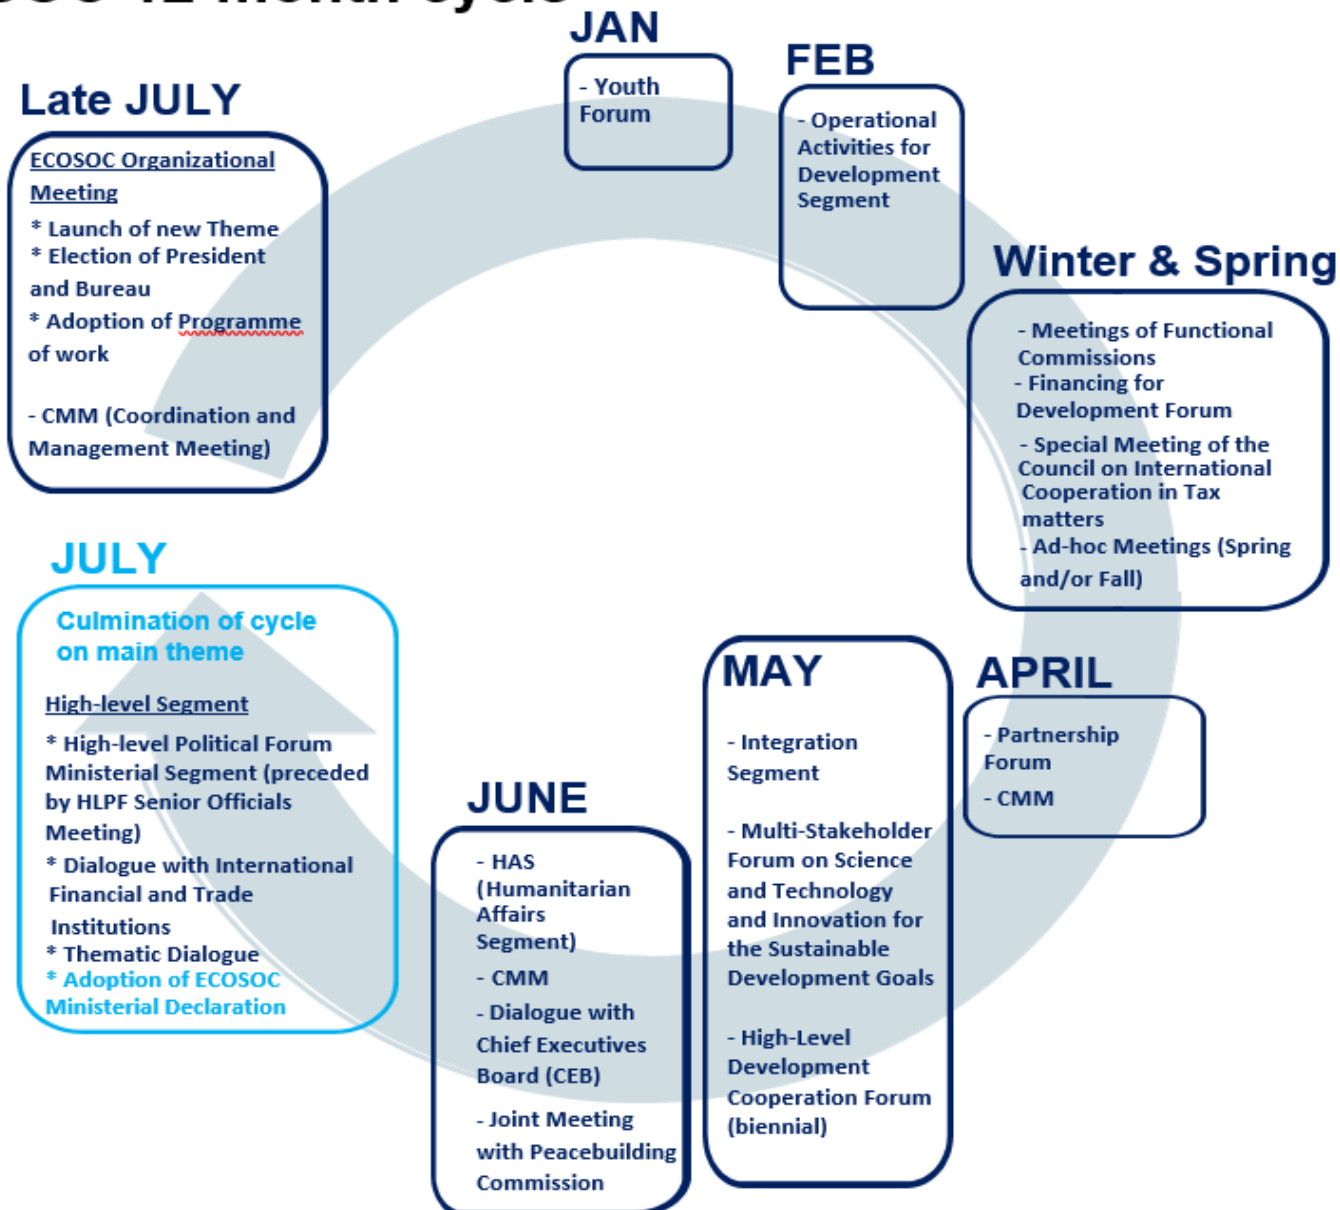 12-month cycle
JAN
- Youth
Forum
FEB
- Operational
Activities for
Development
Segment
Late JULY
ECOSOC Organizational
Meeting
* Launch of new Theme
* Election of President
and Bureau
* Adoption of Programme
of work
- CMM (Coordination and
Management Meeting)
Winter & Spring
- Meetings of Functional
Commissions
- Financing for
Development Forum
- Special Meeting of the
Council on International
Cooperation in Tax
matters
- Ad-hoc Meetings (Spring
and/or Fall)
JULY
Culmination of cycle
on main theme
High-level Segment
* High-level Political Forum
Ministerial Segment (preceded
by HLPF Senior Officials
Meeting)
* Dialogue with International
Financial and Trade
Institutions
* Thematic Dialogue
* Adoption of ECOSOC
Ministerial Declaration
JUNE
- HAS
(Humanitarian
Affairs
Segment)
- CMM
- Dialogue with
Chief Executives
Board (CEB)
- Joint Meeting
with Peacebuilding
Commission
MAY
- Integration
Segment
- Multi-Stakeholder
Forum on Science
and Technology
and Innovation for
the Sustainable
Development Goals
- High-Level
Development
Cooperation Forum
(biennial)
APRIL
- Partnership
Forum
- CMM